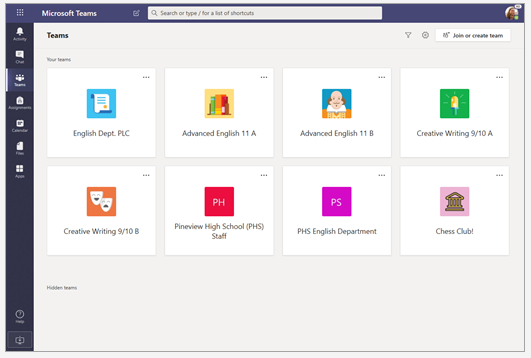 Microsoft Teams
Search or type / for a list of shortcuts
Activity
Chat
Teams
Assignments
Calendar
Files
Apps
Help
Teams
Join or create team
Your teams
English Dept. PLC
Advanced English 11 A
Advanced English 11 B
Creative Writing 9/10 A
Creative Writing 9/10 B
PH
Pineview High School (PHS)
Staff
PS
PHS English Department
Chess Club!
Hidden teams